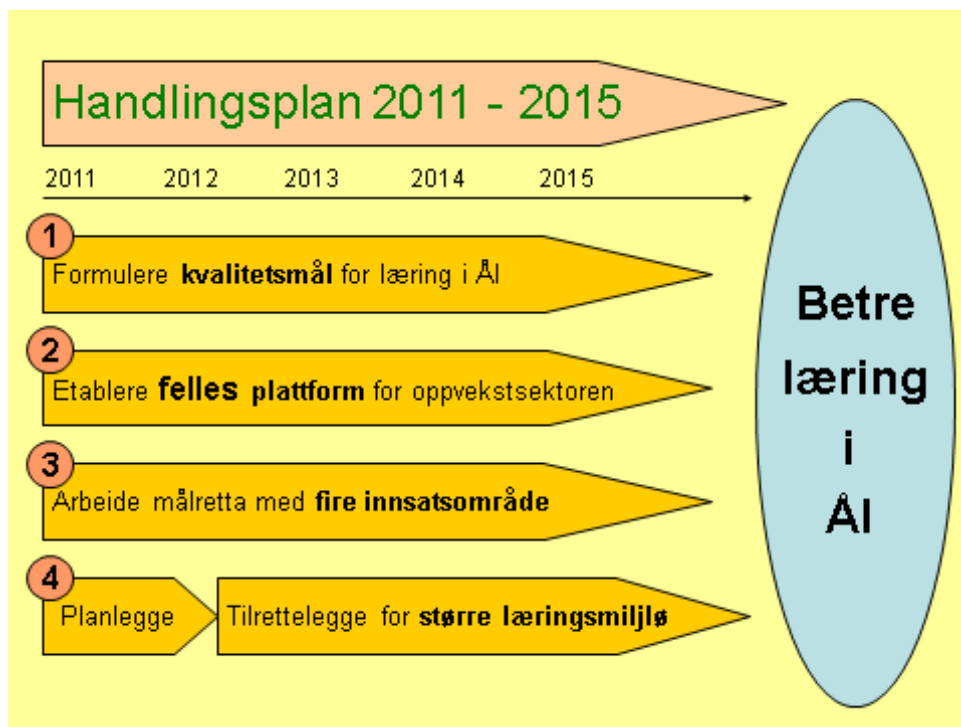 Handlingsplan 2011 - 2015
2011 2012 2013 2014 2015
1
Formulere kvalitetsmål for læring i Ål
2
Etablere felles plattform for oppvekstsektoren
3
Arbeide målretta med fire innsatsområde
4
Planlegge
Tilrettelegge for større læringsmiljlø
Betre
læring
i
Ål